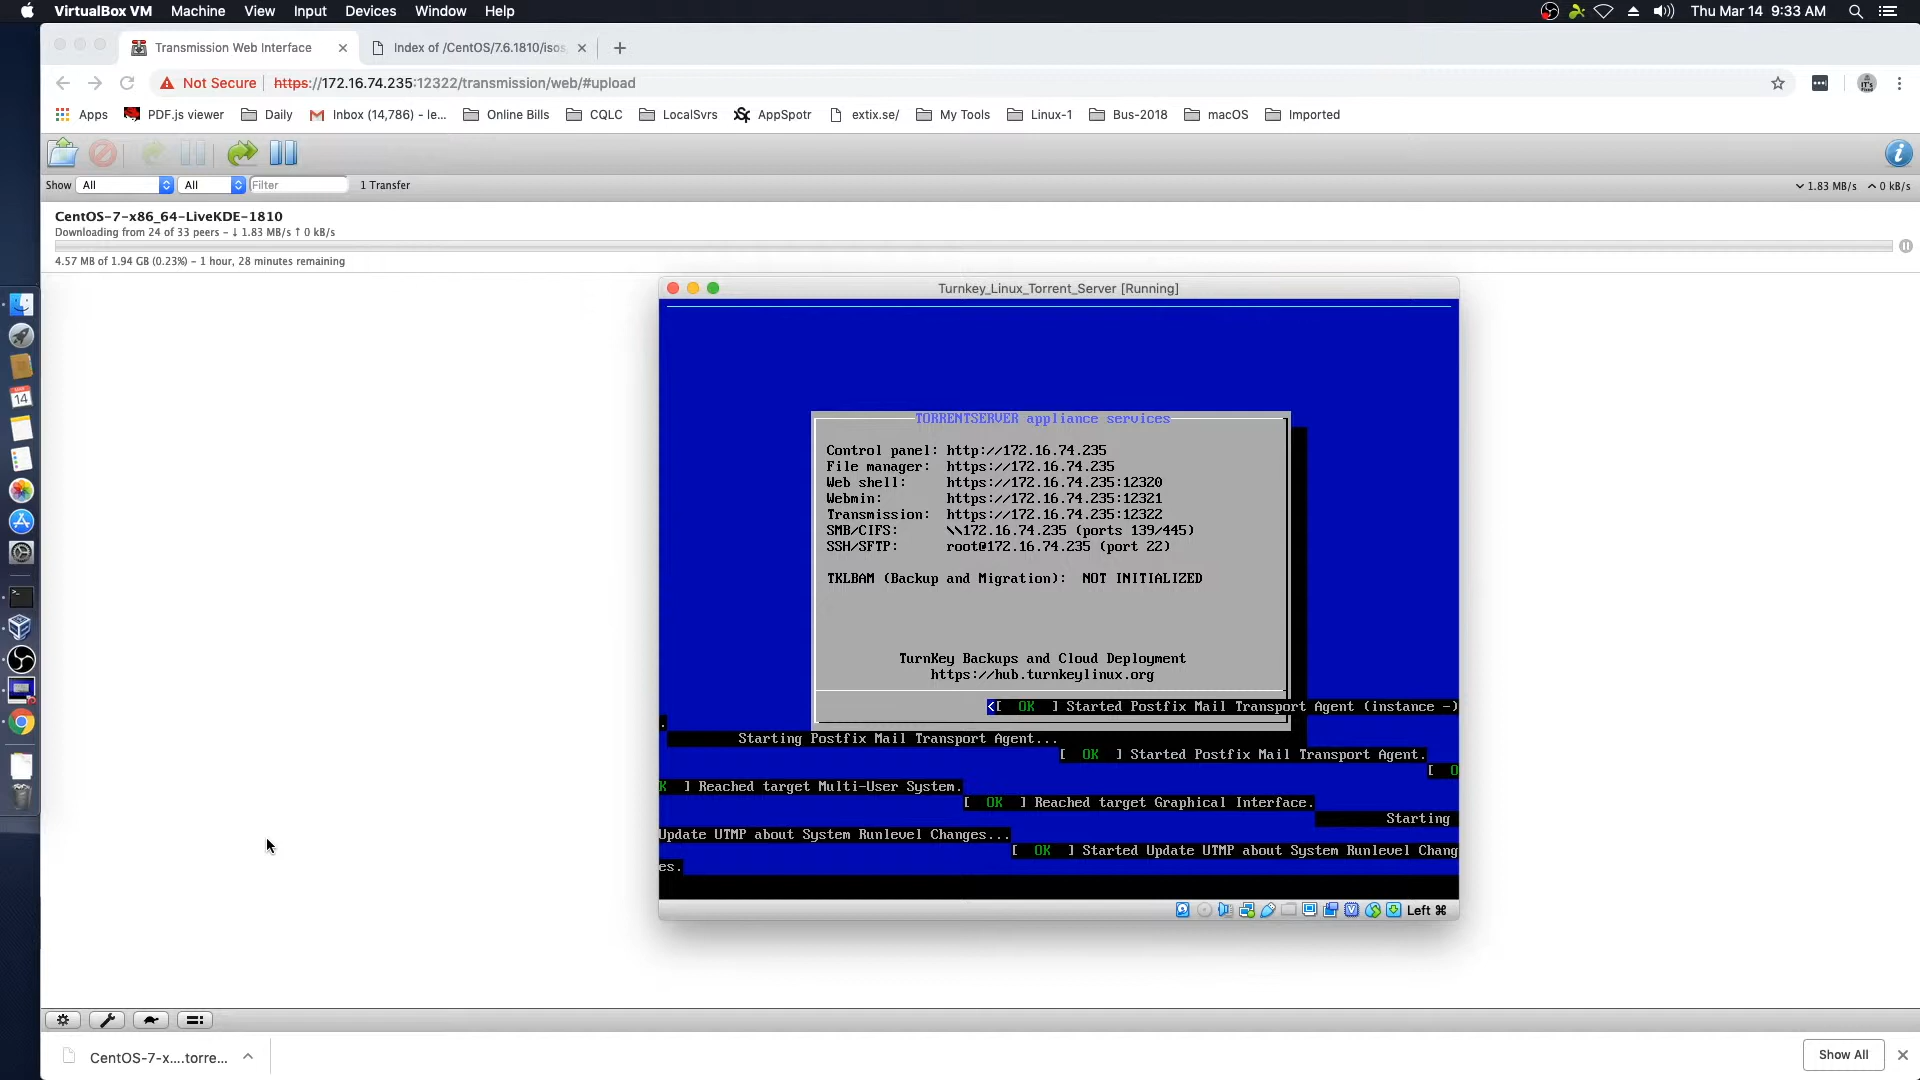 VirtualBox VM Machine View Input Devices Window Help Thu Mar 14 9:33 AM
Transmission Web Interface Index of /CentOS/7.6.1810/isos
Not Secure https://172.16.74.235:12322/transmission/web/#upload
Apps PDF.js viewer Daily Inbox (14,786) - le... Online Bills CQLC LocalSvrs AppSpotr extix.se/ My Tools Linux-1 Bus-2018 macOS Imported
Show All All Filter 1 Transfer 1.83 MB/s 0 kB/s
CentOS-7-x86_64-LiveKDE-1810
Downloading from 24 of 33 peers - ↓ 1.83 MB/s ↑ 0 kB/s
4.57 MB of 1.94 GB (0.23%) - 1 hour, 28 minutes remaining
Turnkey_Linux_Torrent_Server [Running]
TORRENTSERVER appliance services
Control panel: http://172.16.74.235
File manager: https://172.16.74.235
Web shell: https://172.16.74.235:12320
Webmin: https://172.16.74.235:12321
Transmission: https://172.16.74.235:12322
SMB/CIFS: \\172.16.74.235 (ports 139/445)
SSH/SFTP: root@172.16.74.235 (port 22)
TKLBAM (Backup and Migration): NOT INITIALIZED
TurnKey Backups and Cloud Deployment
https://hub.turnkeylinux.org
<[ OK ] Started Postfix Mail Transport Agent (instance -)
.
Starting Postfix Mail Transport Agent...
[ OK ] Started Postfix Mail Transport Agent.
[ O
K ] Reached target Multi-User System.
[ OK ] Reached target Graphical Interface.
Starting
Update UTMP about System Runlevel Changes...
[ OK ] Started Update UTMP about System Runlevel Chang
es.
Left ⌘
14
CentOS-7-x....torre... Show All